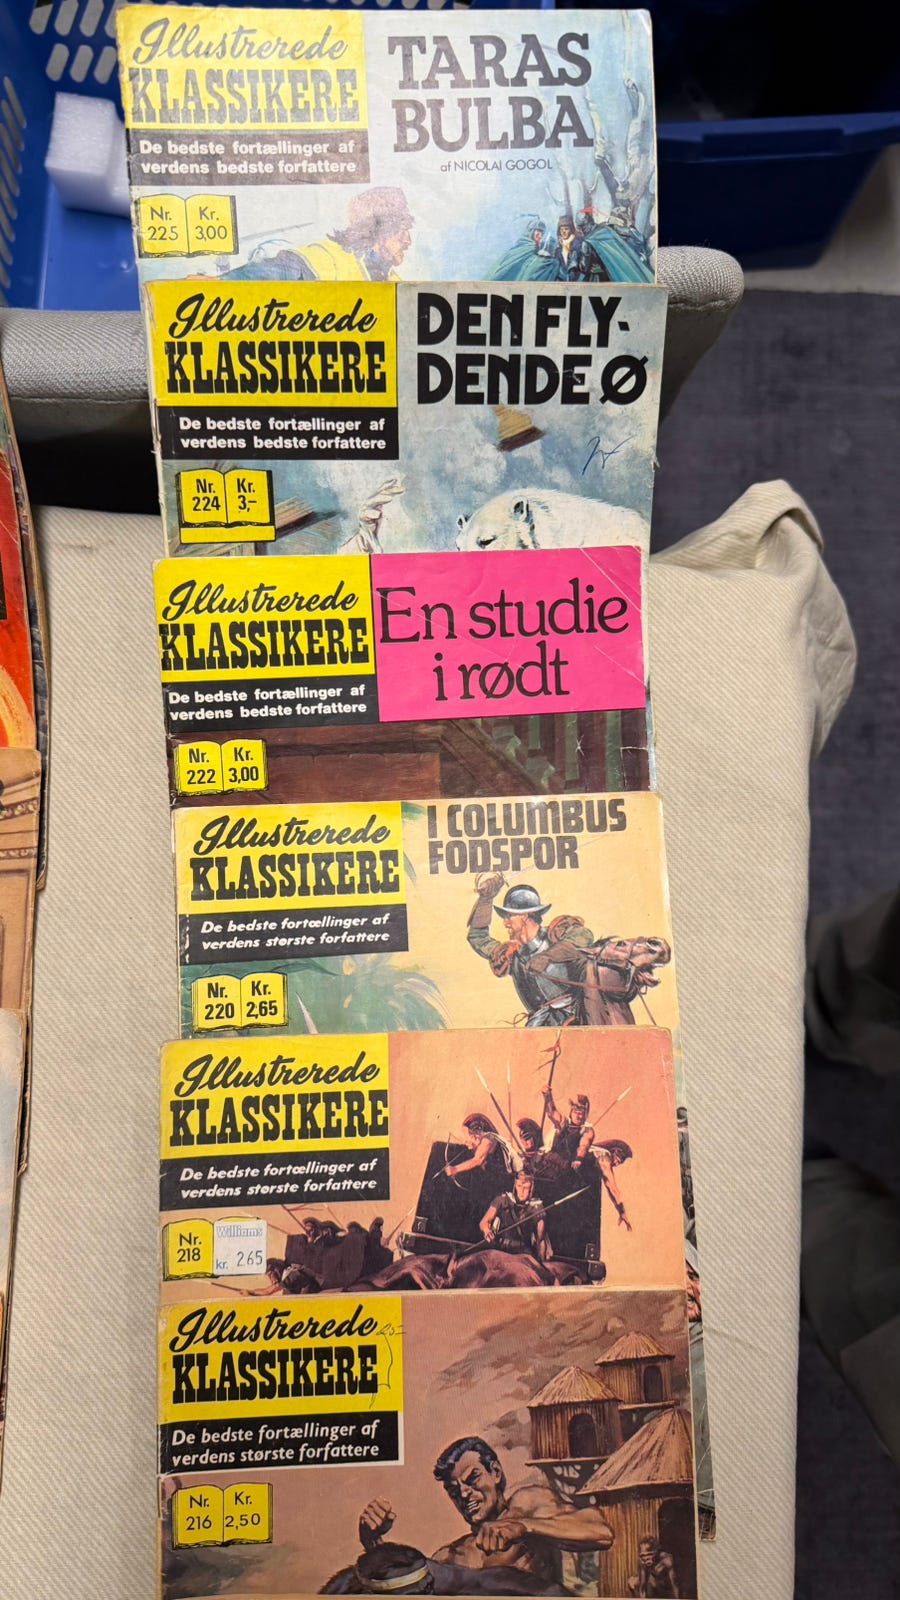 Illustrerede
KLASSIKERE
De bedste fortællinger af
verdens bedste forfattere
TARAS
BULBA
af NICOLAI GOGOL
Nr. Kr.
225 3,00
Illustrerede
KLASSIKERE
De bedste fortællinger af
verdens bedste forfattere
DEN FLY-
DENDE Ø
Nr. Kr.
224 3,-
Illustrerede
KLASSIKERE
De bedste fortællinger af
verdens bedste forfattere
En studie
i rødt
Nr. Kr.
222 3,00
Illustrerede
KLASSIKERE
De bedste fortællinger af
verdens største forfattere
I COLUMBUS
FODSPOR
Nr. Kr.
220 2,65
Illustrerede
KLASSIKERE
De bedste fortællinger af
verdens største forfattere
Nr.
218
Williams
kr. 2.65
Illustrerede
KLASSIKERE
De bedste fortællinger af
verdens største forfattere
Nr. Kr.
216 2,50